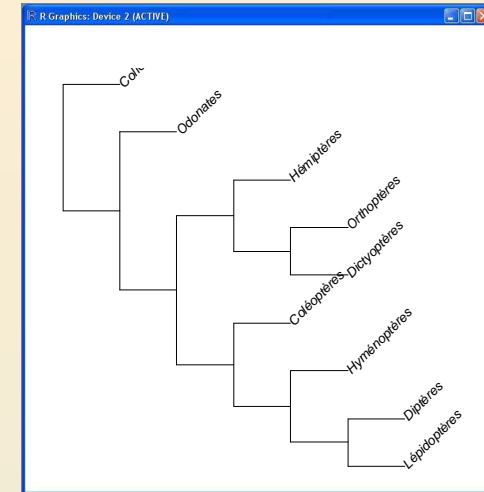 R Graphics: Device 2 (ACTIVE)
Odonates
Hémiptères
Orthoptères
Dictyoptères
Coléoptères
Hyménoptères
Diptères
Lépidoptères